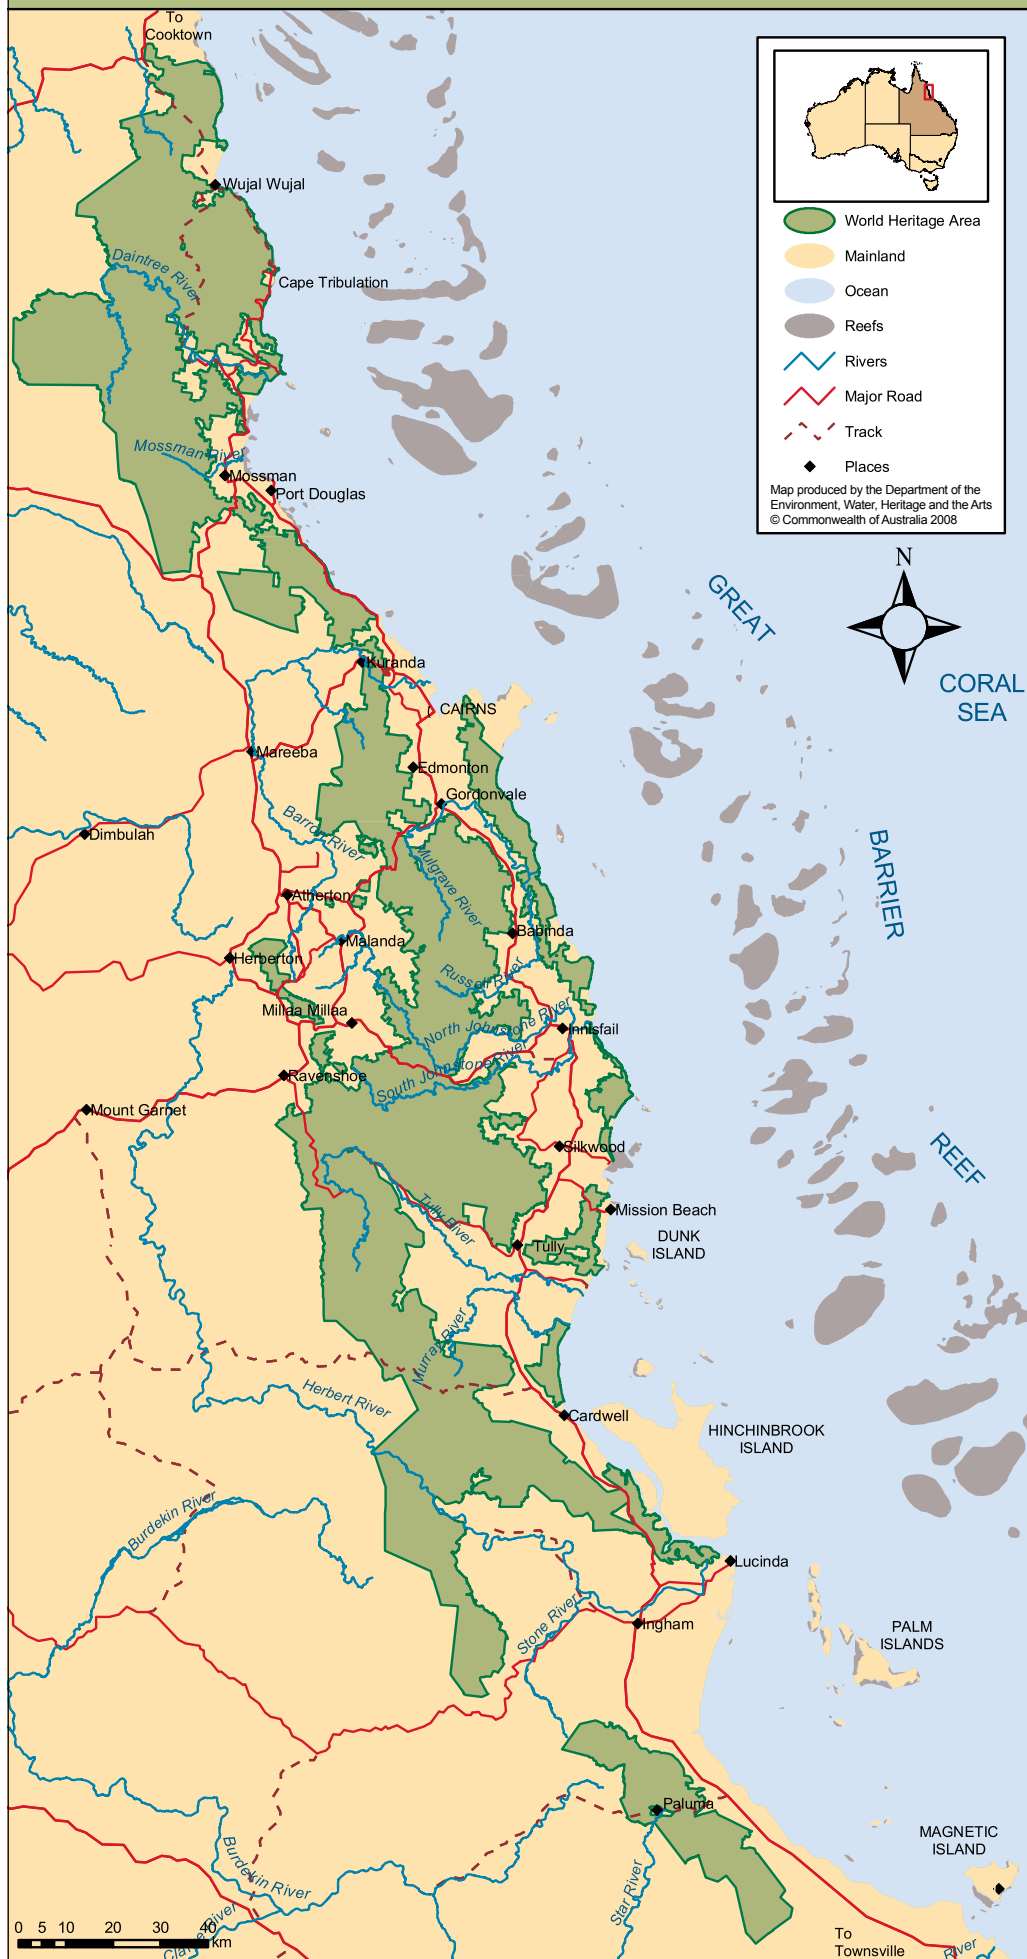 To
Cooktown
Wujal Wujal
Daintree River
Cape Tribulation
Mossman River
Mossman
Port Douglas
World Heritage Area
Mainland
Ocean
Reefs
Rivers
Major Road
Track
Places
Map produced by the Department of the
Environment, Water, Heritage and the Arts
© Commonwealth of Australia 2008
N
GREAT
CORAL
SEA
Kuranda
CAIRNS
Mareeba
Edmonton
Gordonvale
Barron River
Dimbulah
Mulgrave River
BARRIER
Atherton
Babinda
Malanda
Herberton
Russell River
Millaa Millaa
North Johnstone River
Innisfail
South Johnstone River
Ravenshoe
Mount Garnet
Silkwood
REEF
Tully River
Mission Beach
DUNK
ISLAND
Tully
Murray River
Herbert River
Cardwell
HINCHINBROOK
ISLAND
Burdekin River
Lucinda
Stone River
Ingham
PALM
ISLANDS
Paluma
MAGNETIC
ISLAND
Burdekin River
Star River
0 5 10 20 30 40
km
River
To
Townsville
River